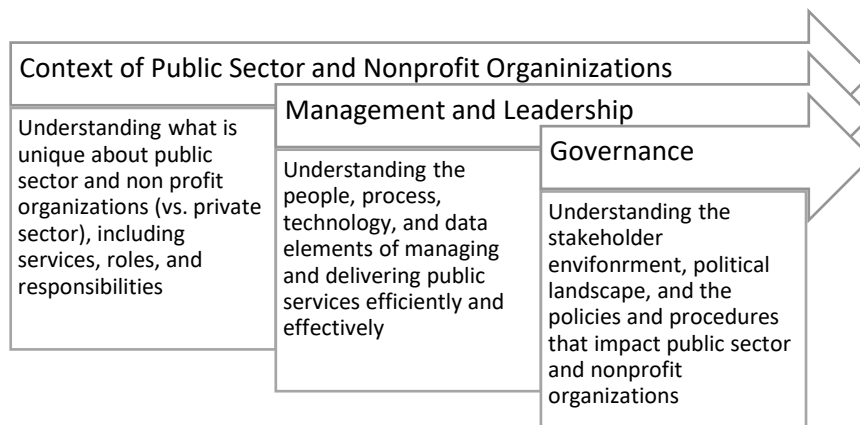 Context of Public Sector and Nonprofit Organinizations
Understanding what is
unique about public
sector and non profit
organizations (vs. private
sector), including
services, roles, and
responsibilities
Management and Leadership
Understanding the
people, process,
technology, and data
elements of managing
and delivering public
services efficiently and
effectively
Governance
Understanding the
stakeholder
envifonrment, political
landscape, and the
policies and procedures
that impact public sector
and nonprofit
organizations